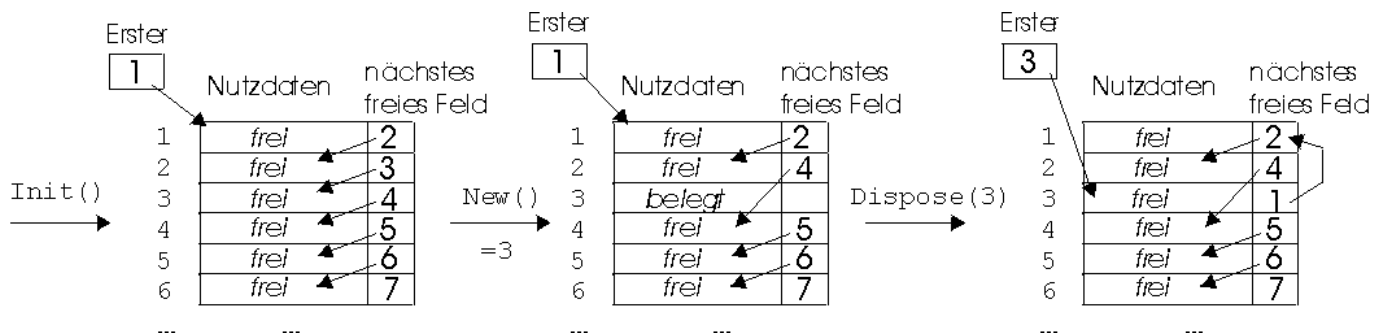 Erster
1
Nutzdaten
nächstes
freies Feld
1 frei 2
2 frei 3
3 frei 4
4 frei 5
5 frei 6
6 frei 7
... ...
Init()
Erster
1
Nutzdaten
nächstes
freies Feld
1 frei 2
2 frei 4
3 belegt
4 frei 5
5 frei 6
6 frei 7
... ...
New()
=3
Erster
3
Nutzdaten
nächstes
freies Feld
1 frei 2
2 frei 4
3 frei 1
4 frei 5
5 frei 6
6 frei 7
... ...
Dispose(3)